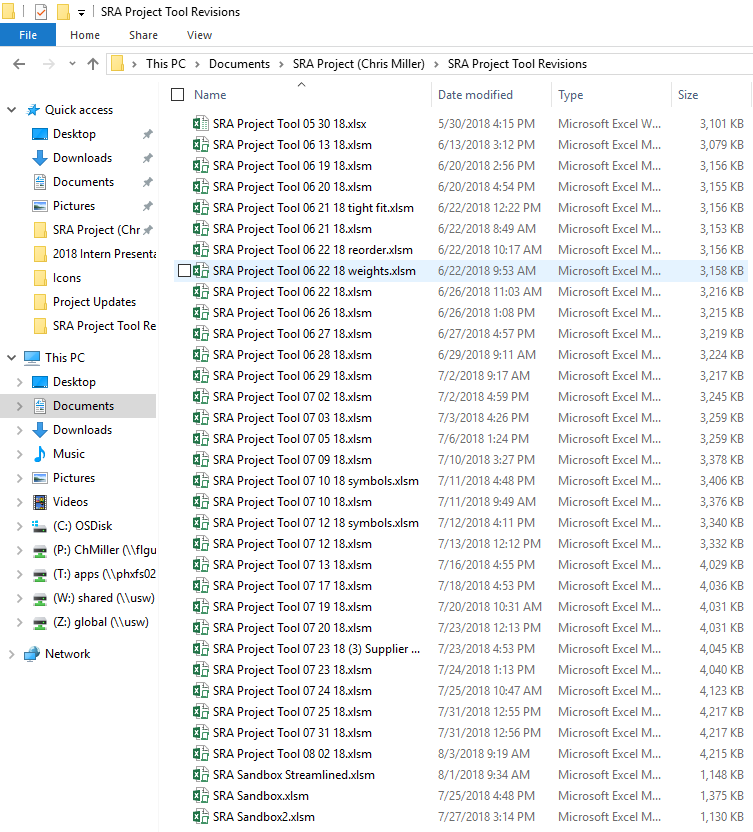 SRA Project Tool Revisions
File Home Share View
This PC Documents SRA Project (Chris Miller) SRA Project Tool Revisions
Name Date modified Type Size
Quick access
Desktop
Downloads
Documents
Pictures
SRA Project (Chr
2018 Intern Presenta
Icons
Project Updates
SRA Project Tool Re
This PC
Desktop
Documents
Downloads
Music
Pictures
Videos
(C:) OSDisk
(P:) ChMiller (\\flgu
(T:) apps (\\phxfs02
(W:) shared (\\usw)
(Z:) global (\\usw)
Network
SRA Project Tool 05 30 18.xlsx 5/30/2018 4:15 PM Microsoft Excel W... 3,101 KB
SRA Project Tool 06 13 18.xlsm 6/13/2018 3:12 PM Microsoft Excel M... 3,079 KB
SRA Project Tool 06 19 18.xlsm 6/20/2018 2:56 PM Microsoft Excel M... 3,156 KB
SRA Project Tool 06 20 18.xlsm 6/20/2018 4:54 PM Microsoft Excel M... 3,155 KB
SRA Project Tool 06 21 18 tight fit.xlsm 6/22/2018 12:22 PM Microsoft Excel M... 3,156 KB
SRA Project Tool 06 21 18.xlsm 6/22/2018 8:49 AM Microsoft Excel M... 3,153 KB
SRA Project Tool 06 22 18 reorder.xlsm 6/22/2018 10:17 AM Microsoft Excel M... 3,156 KB
SRA Project Tool 06 22 18 weights.xlsm 6/22/2018 9:53 AM Microsoft Excel M... 3,158 KB
SRA Project Tool 06 22 18.xlsm 6/26/2018 11:03 AM Microsoft Excel M... 3,216 KB
SRA Project Tool 06 26 18.xlsm 6/26/2018 1:08 PM Microsoft Excel M... 3,215 KB
SRA Project Tool 06 27 18.xlsm 6/27/2018 4:57 PM Microsoft Excel M... 3,219 KB
SRA Project Tool 06 28 18.xlsm 6/29/2018 9:11 AM Microsoft Excel M... 3,224 KB
SRA Project Tool 06 29 18.xlsm 7/2/2018 9:17 AM Microsoft Excel M... 3,217 KB
SRA Project Tool 07 02 18.xlsm 7/2/2018 4:59 PM Microsoft Excel M... 3,245 KB
SRA Project Tool 07 03 18.xlsm 7/3/2018 4:26 PM Microsoft Excel M... 3,259 KB
SRA Project Tool 07 05 18.xlsm 7/6/2018 1:24 PM Microsoft Excel M... 3,259 KB
SRA Project Tool 07 09 18.xlsm 7/10/2018 3:27 PM Microsoft Excel M... 3,378 KB
SRA Project Tool 07 10 18 symbols.xlsm 7/11/2018 4:48 PM Microsoft Excel M... 3,406 KB
SRA Project Tool 07 10 18.xlsm 7/11/2018 9:49 AM Microsoft Excel M... 3,376 KB
SRA Project Tool 07 12 18 symbols.xlsm 7/12/2018 4:11 PM Microsoft Excel M... 3,340 KB
SRA Project Tool 07 12 18.xlsm 7/13/2018 12:12 PM Microsoft Excel M... 3,332 KB
SRA Project Tool 07 13 18.xlsm 7/16/2018 4:55 PM Microsoft Excel M... 4,029 KB
SRA Project Tool 07 17 18.xlsm 7/18/2018 4:53 PM Microsoft Excel M... 4,036 KB
SRA Project Tool 07 19 18.xlsm 7/20/2018 10:31 AM Microsoft Excel M... 4,031 KB
SRA Project Tool 07 20 18.xlsm 7/23/2018 12:13 PM Microsoft Excel M... 4,031 KB
SRA Project Tool 07 23 18 (3) Supplier ... 7/23/2018 4:53 PM Microsoft Excel M... 4,045 KB
SRA Project Tool 07 23 18.xlsm 7/24/2018 1:13 PM Microsoft Excel M... 4,040 KB
SRA Project Tool 07 24 18.xlsm 7/25/2018 10:47 AM Microsoft Excel M... 4,123 KB
SRA Project Tool 07 25 18.xlsm 7/31/2018 12:55 PM Microsoft Excel M... 4,217 KB
SRA Project Tool 07 31 18.xlsm 7/31/2018 12:56 PM Microsoft Excel M... 4,217 KB
SRA Project Tool 08 02 18.xlsm 8/3/2018 9:19 AM Microsoft Excel M... 4,215 KB
SRA Sandbox Streamlined.xlsm 8/1/2018 9:34 AM Microsoft Excel M... 1,148 KB
SRA Sandbox.xlsm 7/25/2018 4:48 PM Microsoft Excel M... 1,375 KB
SRA Sandbox2.xlsm 7/27/2018 3:14 PM Microsoft Excel M... 1,130 KB